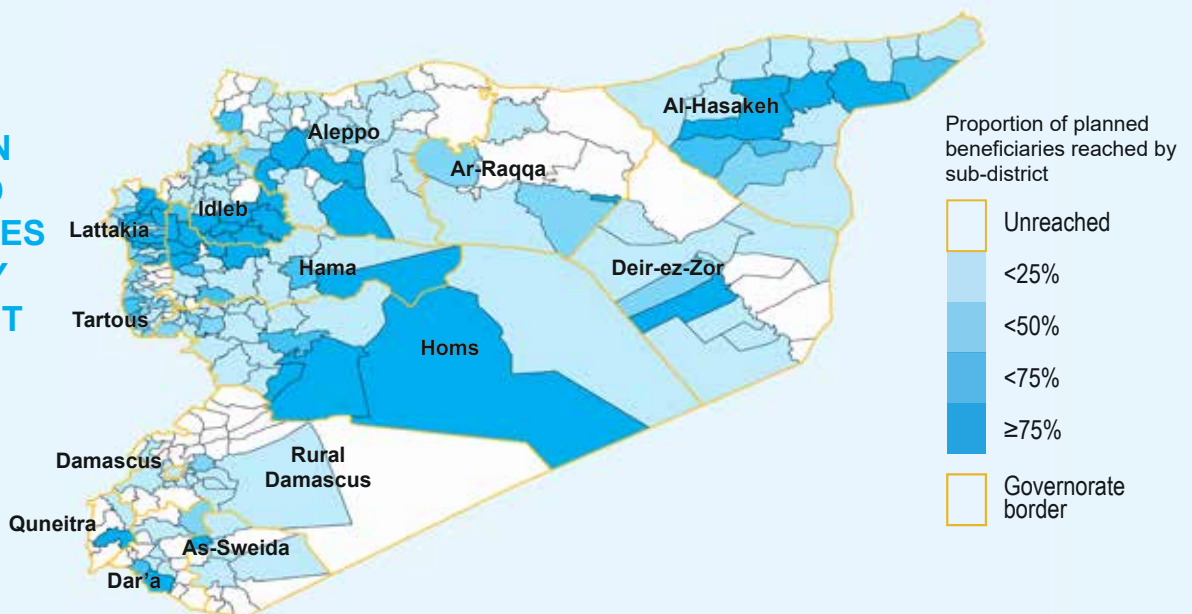 N
O
ES
Y
T
Al-Hasakeh
Aleppo
Ar-Raqqa
Idleb
Lattakia
Hama
Deir-ez-Zor
Tartous
Homs
Damascus
Rural
Damascus
Quneitra
As-Sweida
Dar'a
Proportion of planned
beneficiaries reached by
sub-district
Unreached
<25%
<50%
<75%
≥75%
Governorate
border